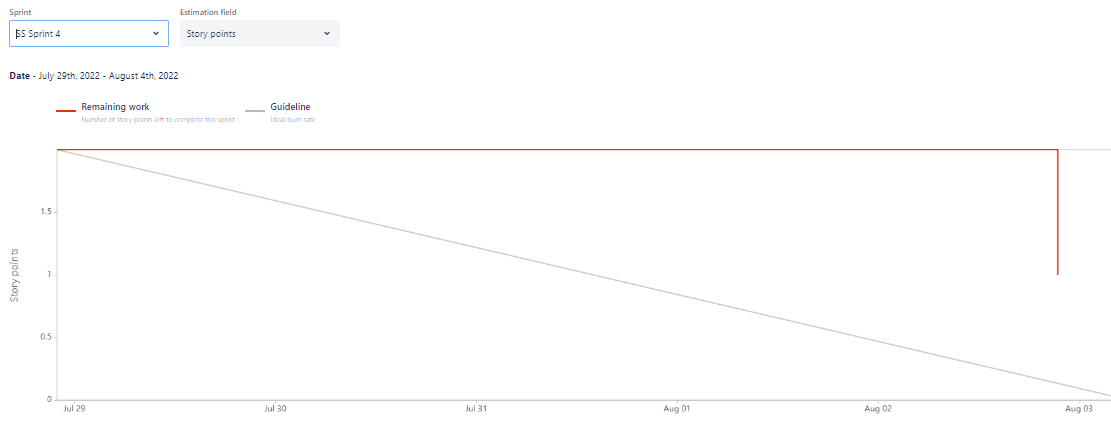 Sprint Estimation field
SS Sprint 4 Story points
Date - July 29th, 2022 - August 4th, 2022
Remaining work Guideline
Number of story points left to complete this sprint Ideal burn rate
1.5
1
0.5
0
Story points
Jul 29 Jul 30 Jul 31 Aug 01 Aug 02 Aug 03